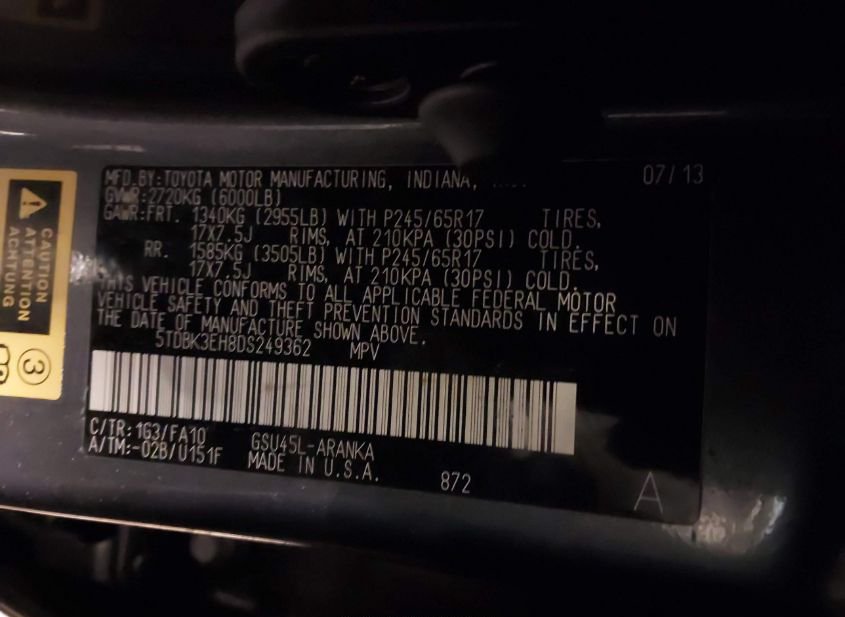 MFD.BY:TOYOTA MOTOR MANUFACTURING, INDIANA, 07/13
GVWR:2720KG (6000LB)
GAWR:FRT. 1340KG (2955LB) WITH P245/65R17 TIRES,
17X7.5J RIMS, AT 210KPA (30PSI) COLD.
RR. 1585KG (3505LB) WITH P245/65R17 TIRES,
17X7.5J RIMS, AT 210KPA (30PSI) COLD.
THIS VEHICLE CONFORMS TO ALL APPLICABLE FEDERAL MOTOR
VEHICLE SAFETY AND THEFT PREVENTION STANDARDS IN EFFECT ON
THE DATE OF MANUFACTURE SHOWN ABOVE.
5TDBK3EH8DS249362 MPV
C/TR:1G3/FA10 GSU45L-ARANKA
A/TM:-02B/U151F MADE IN U.S.A.
872 A
CAUTION
ATTENTION
ACHTUNG
3